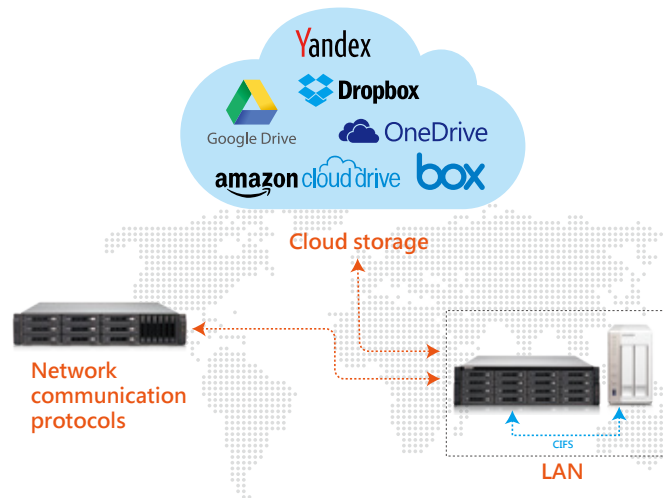 Yandex
Dropbox
Google Drive
OneDrive
amazon cloud drive
box
Cloud storage
Network
communication
protocols
CIFS
LAN